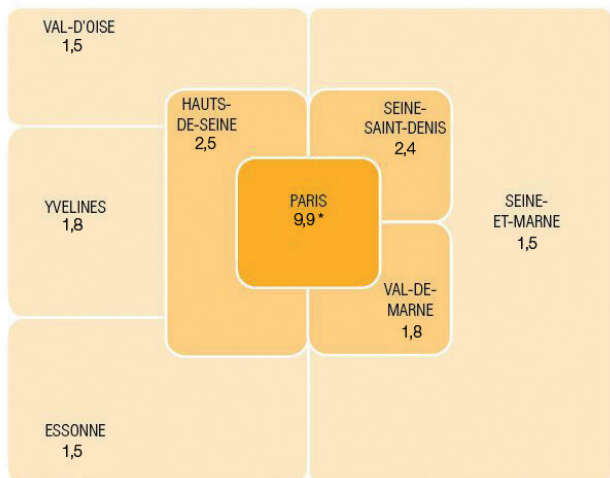 VAL-D'OISE
1,5
HAUTS-
DE-SEINE
2,5
SEINE-
SAINT-DENIS
2,4
PARIS
9,9 *
YVELINES
1,8
SEINE-
ET-MARNE
1,5
VAL-DE-
MARNE
1,8
ESSONNE
1,5